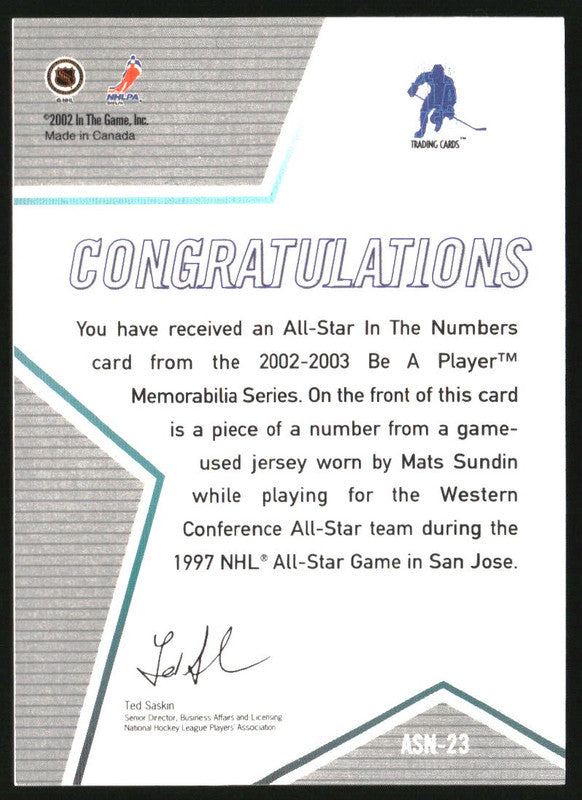 © NHL
NHLPA
©2002 In The Game, Inc.
Made in Canada
TRADING CARDS™
CONGRATULATIONS
You have received an All-Star In The Numbers
card from the 2002-2003 Be A Player™
Memorabilia Series. On the front of this card
is a piece of a number from a game-
used jersey worn by Mats Sundin
while playing for the Western
Conference All-Star team during the
1997 NHL® All-Star Game in San Jose.
Ted Saskin
Senior Director, Business Affairs and Licensing
National Hockey League Players' Association
ASN-23